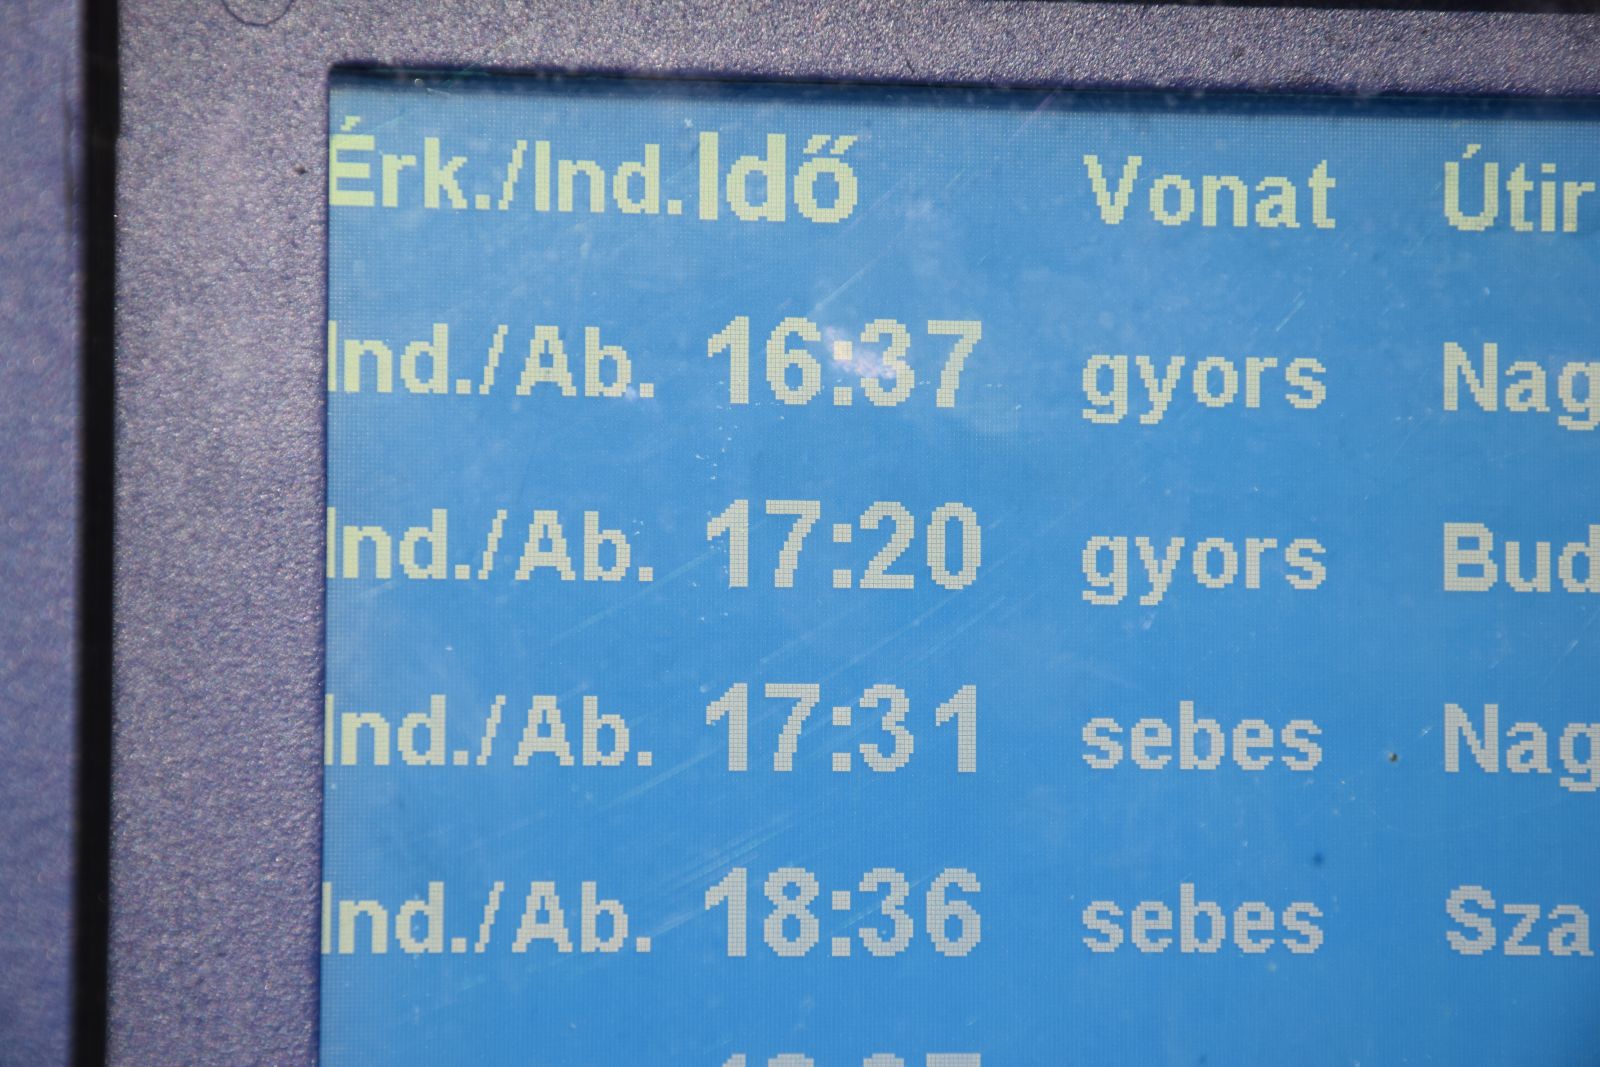 Érk./Ind. Idő Vonat Útir
Ind./Ab. 16:37 gyors Nag
Ind./Ab. 17:20 gyors Bud
Ind./Ab. 17:31 sebes Nag
Ind./Ab. 18:36 sebes Sza